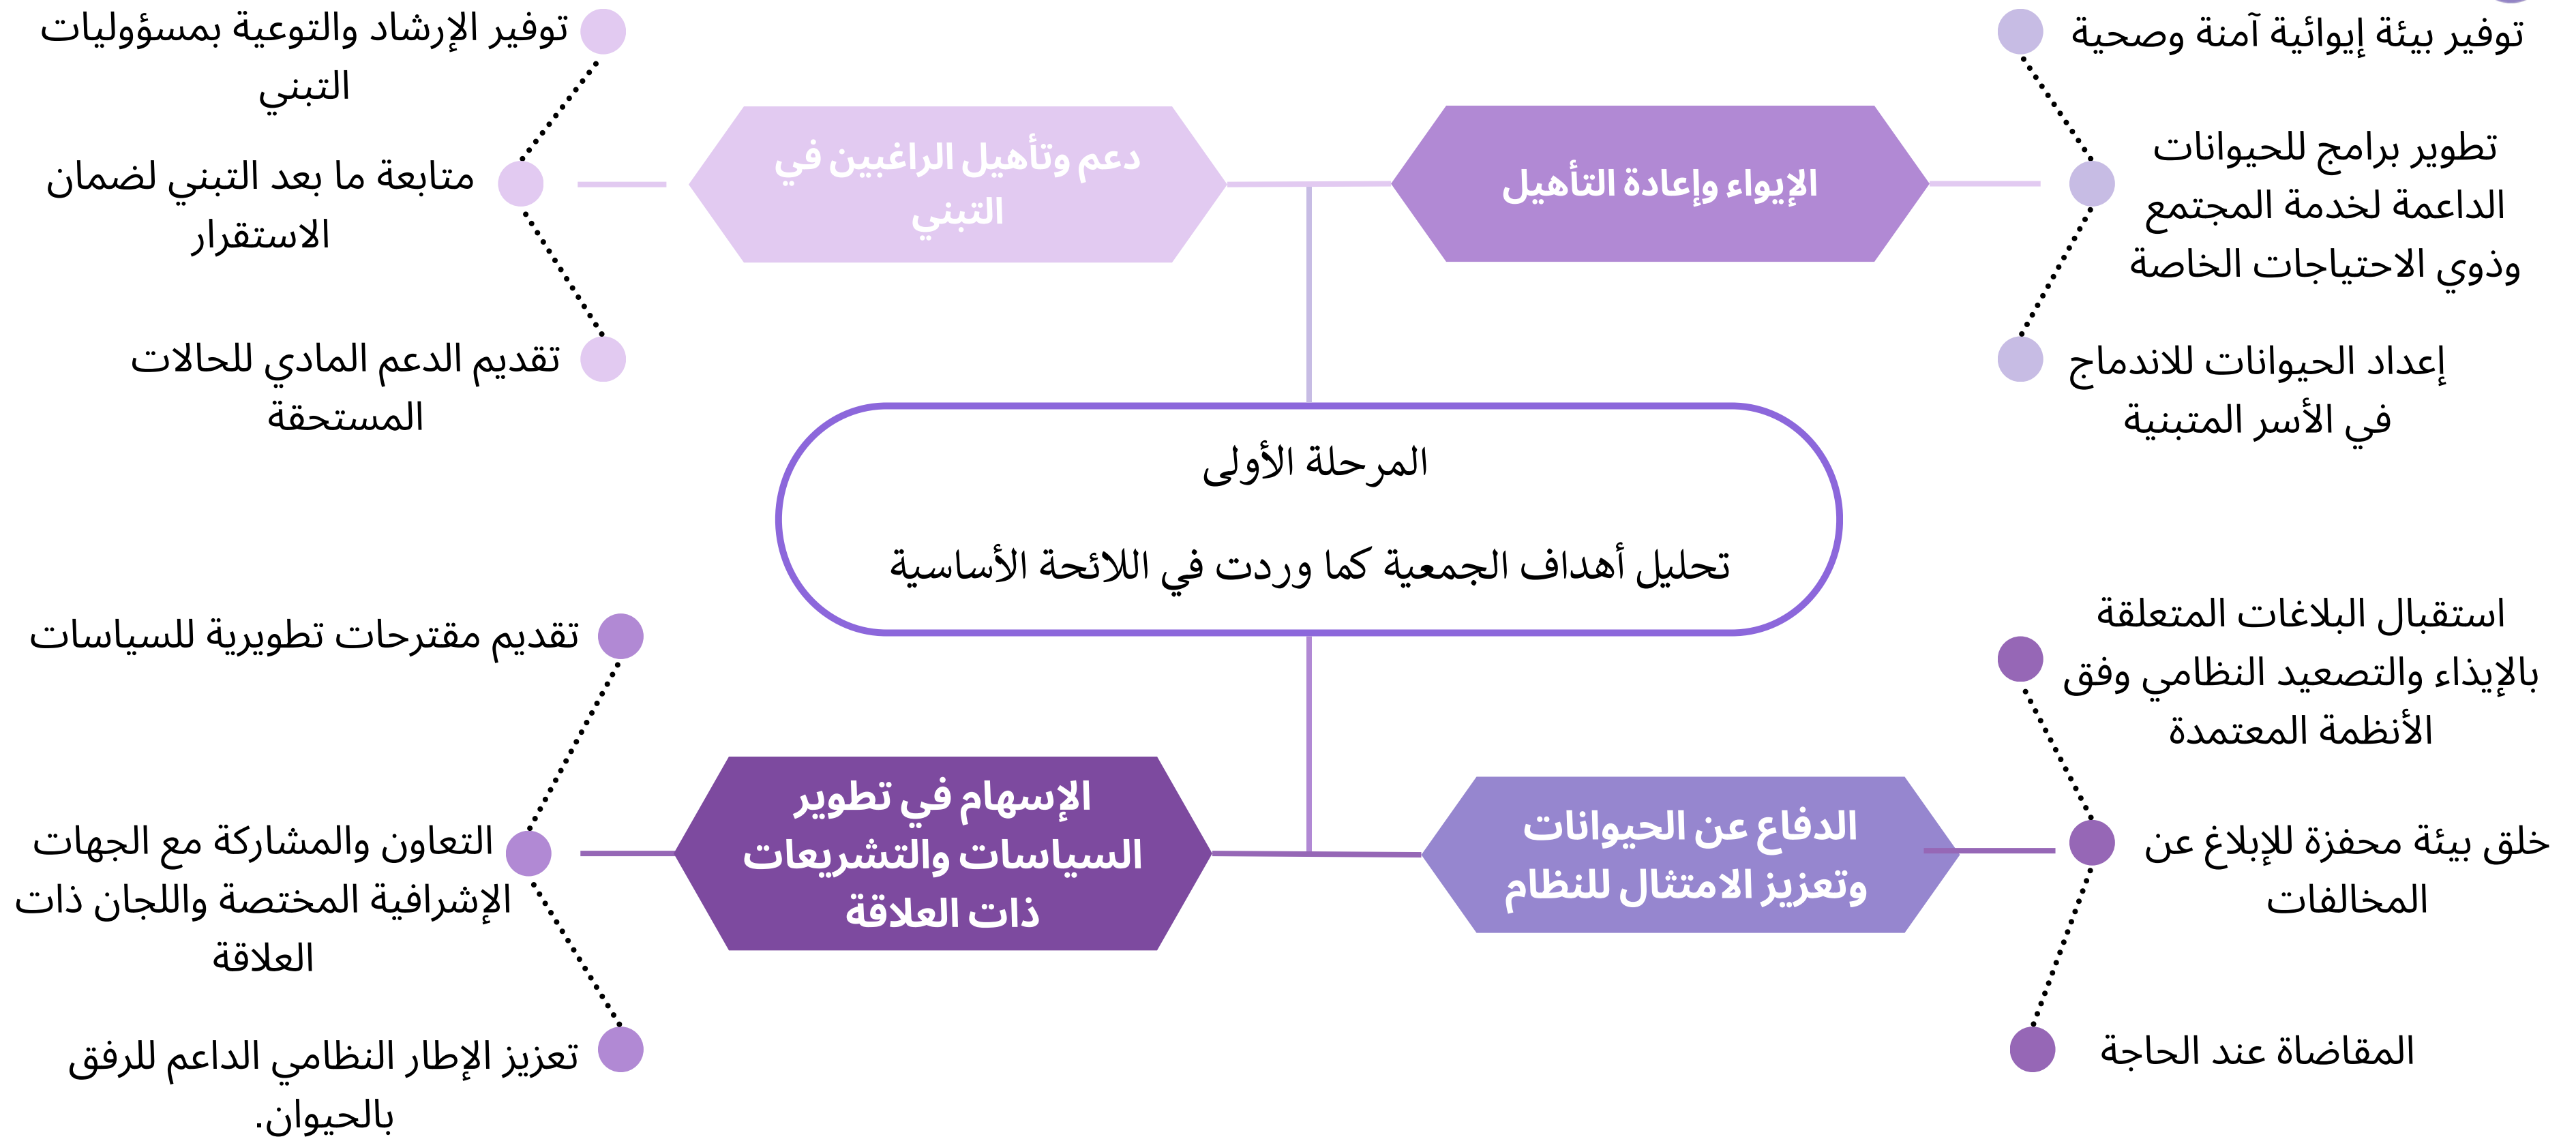 توفير بيئة إيوائية آمنة وصحية
تطوير برامج للحيوانات
الداعمة لخدمة المجتمع
وذوي الاحتياجات الخاصة
إعداد الحيوانات للاندماج
في الأسر المتبنية
الإيواء وإعادة التأهيل
دعم وتأهيل الراغبين في
التبني
توفير الإرشاد والتوعية بمسؤوليات
التبني
متابعة ما بعد التبني لضمان
الاستقرار
تقديم الدعم المادي للحالات
المستحقة
المرحلة الأولى
تحليل أهداف الجمعية كما وردت في اللائحة الأساسية
استقبال البلاغات المتعلقة
بالإيذاء والتصعيد النظامي وفق
الأنظمة المعتمدة
خلق بيئة محفزة للإبلاغ عن
المخالفات
المقاضاة عند الحاجة
الدفاع عن الحيوانات
وتعزيز الامتثال للنظام
الإسهام في تطوير
السياسات والتشريعات
ذات العلاقة
تقديم مقترحات تطويرية للسياسات
التعاون والمشاركة مع الجهات
الإشرافية المختصة واللجان ذات
العلاقة
تعزيز الإطار النظامي الداعم للرفق
بالحيوان.